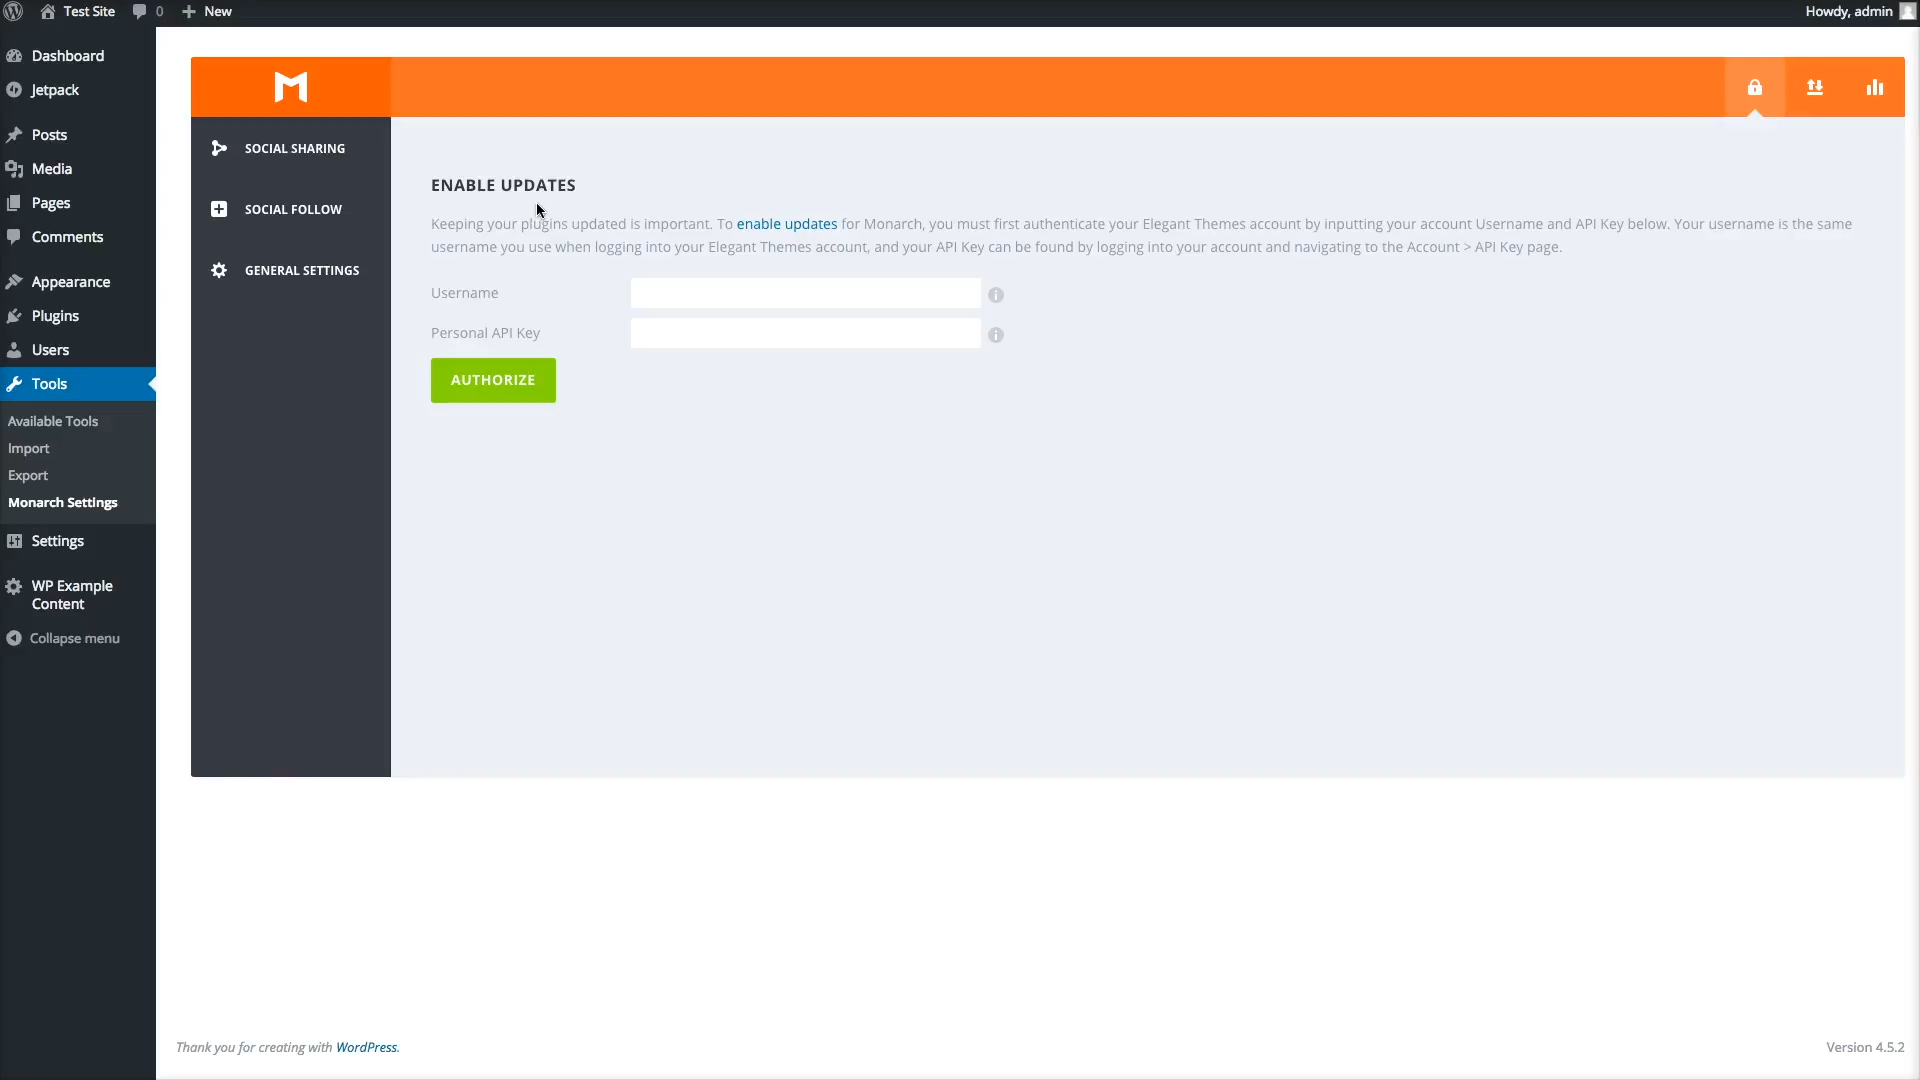 Test Site
0
New
Howdy, admin
Dashboard
Jetpack
Posts
Media
Pages
Comments
Appearance
Plugins
Users
Tools
Available Tools
Import
Export
Monarch Settings
Settings
WP Example
Content
Collapse menu
SOCIAL SHARING
SOCIAL FOLLOW
GENERAL SETTINGS
ENABLE UPDATES
Keeping your plugins updated is important. To enable updates for Monarch, you must first authenticate your Elegant Themes account by inputting your account Username and API Key below. Your username is the same
username you use when logging into your Elegant Themes account, and your API Key can be found by logging into your account and navigating to the Account > API Key page.
Username
Personal API Key
AUTHORIZE
Thank you for creating with WordPress.
Version 4.5.2